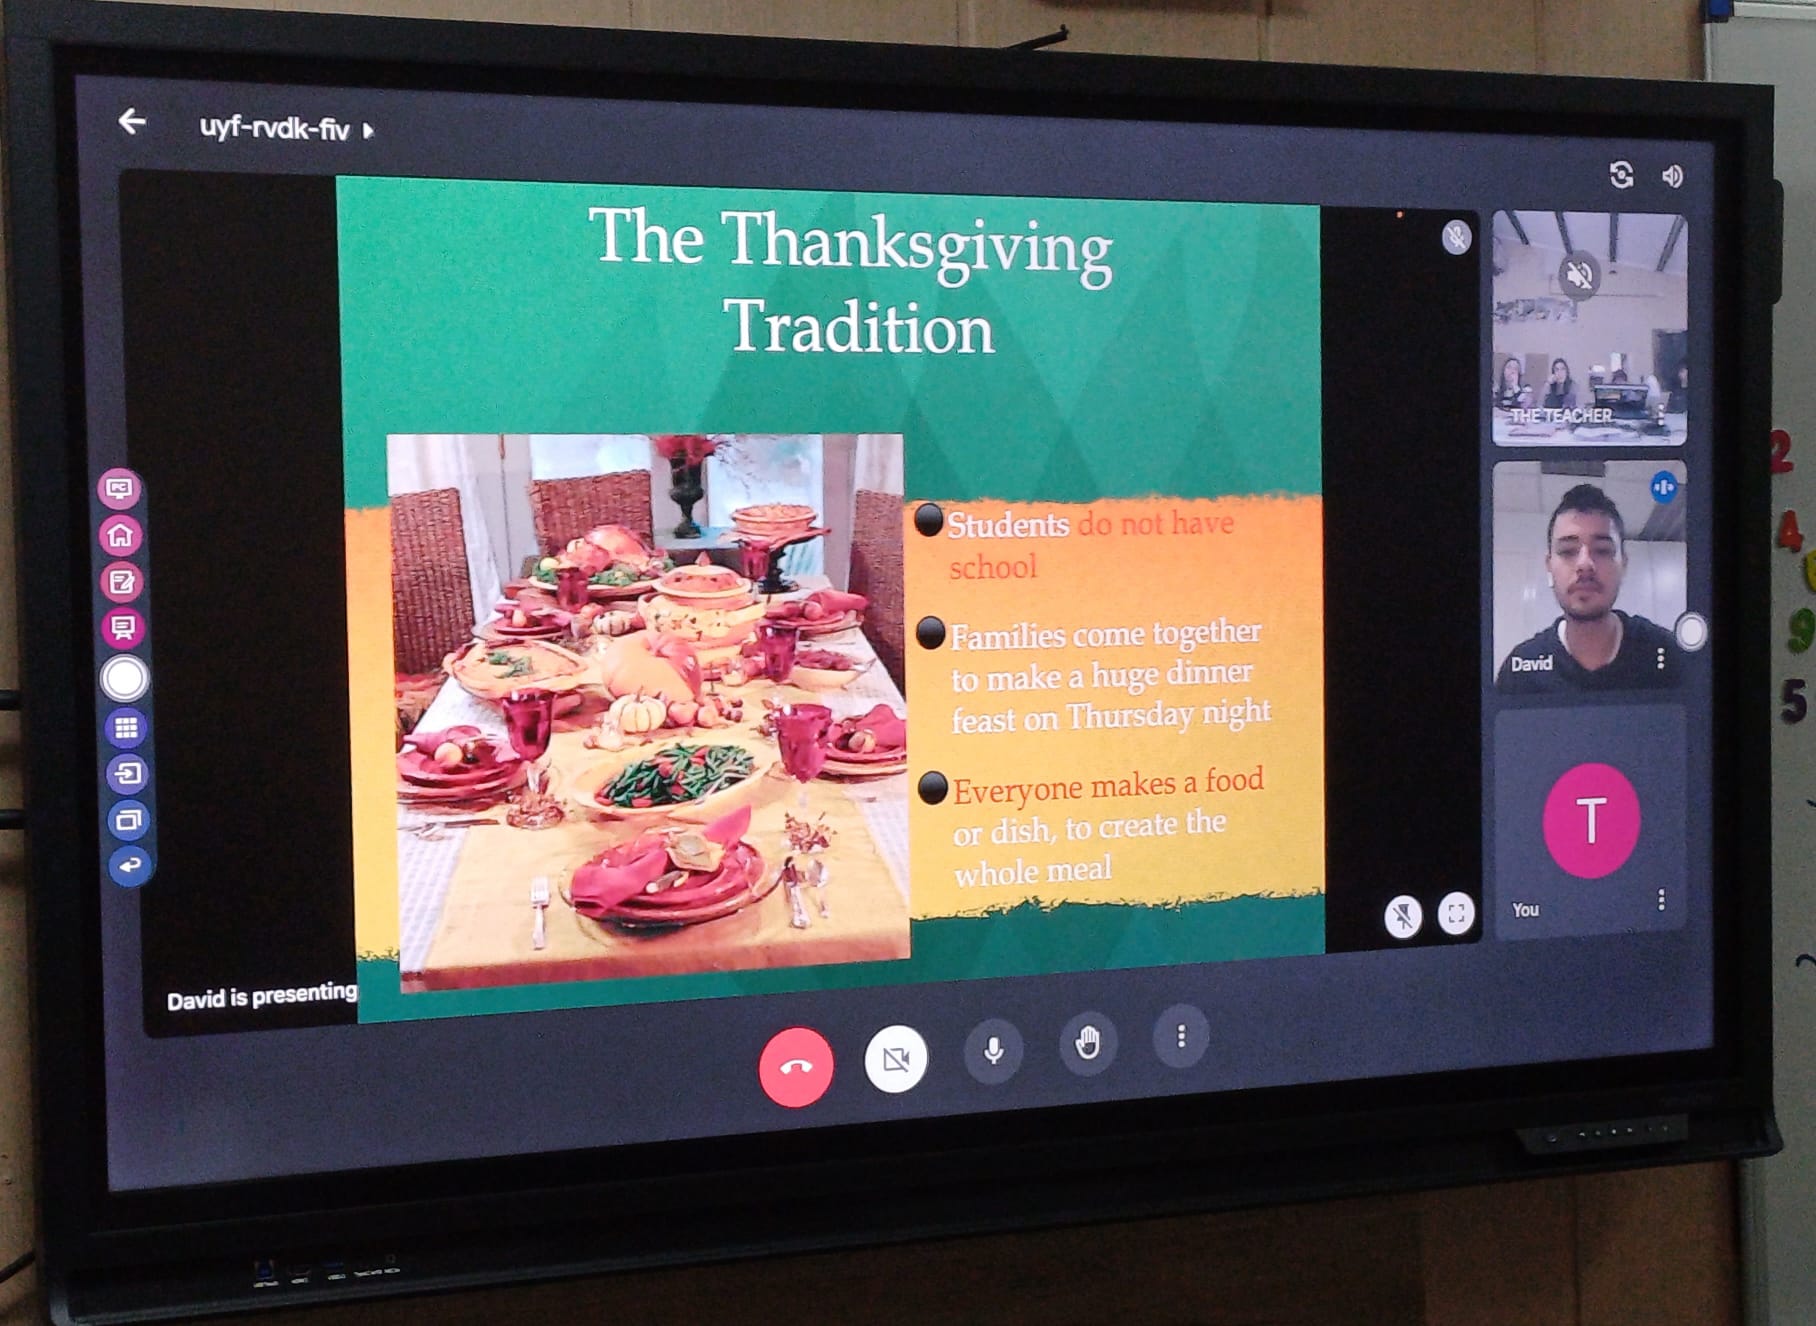 uyf-rvdk-fiv
The Thanksgiving
Tradition
Students do not have
school
Families come together
to make a huge dinner
feast on Thursday night
Everyone makes a food
or dish, to create the
whole meal
David is presenting
THE TEACHER
David
T
You
PC
2
4
9
5